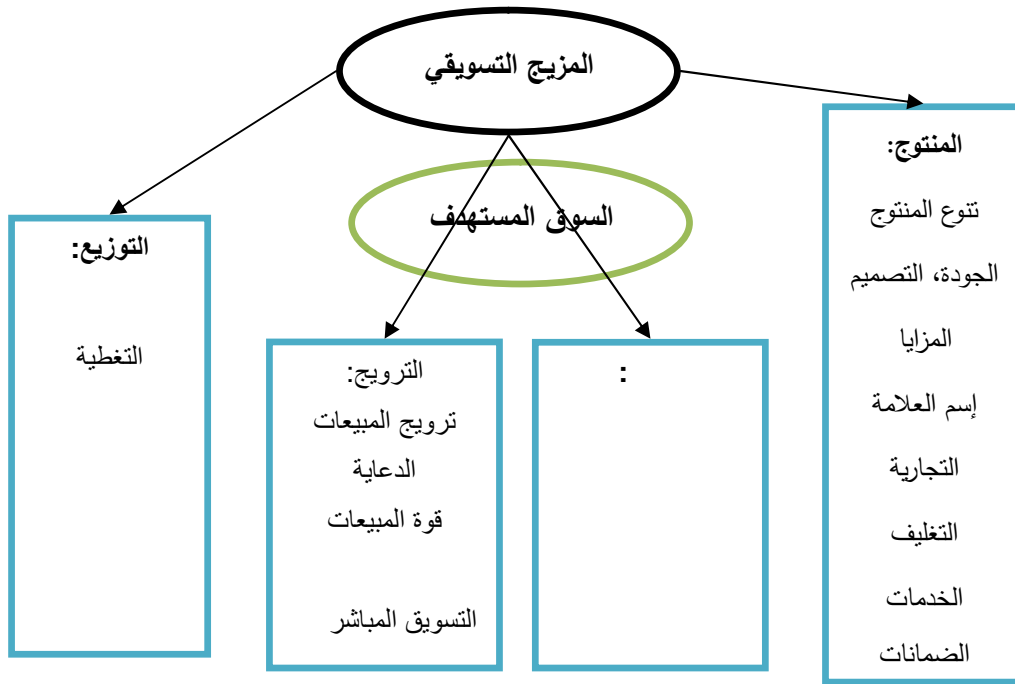 المزيج التسويقي
السوق المستهدف
المنتوج:
تنوع المنتوج
الجودة، التصميم
المزايا
إسم العلامة
التجارية
التغليف
الخدمات
الضمانات
:
الترويج:
ترويج المبيعات
الدعاية
قوة المبيعات
التسويق المباشر
التوزيع:
التغطية